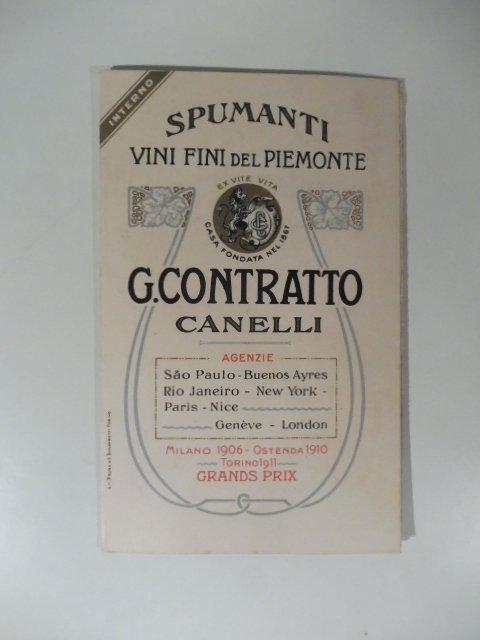 INTERNO
SPUMANTI
VINI FINI DEL PIEMONTE
EX VITE VITA
CASA FONDATA NEL 1867
G. CONTRATTO
CANELLI
AGENZIE
São Paulo - Buenos Ayres
Rio Janeiro - New York -
Paris - Nice
Genève - London
MILANO 1906 - OSTENDA 1910
TORINO 1911
GRANDS PRIX